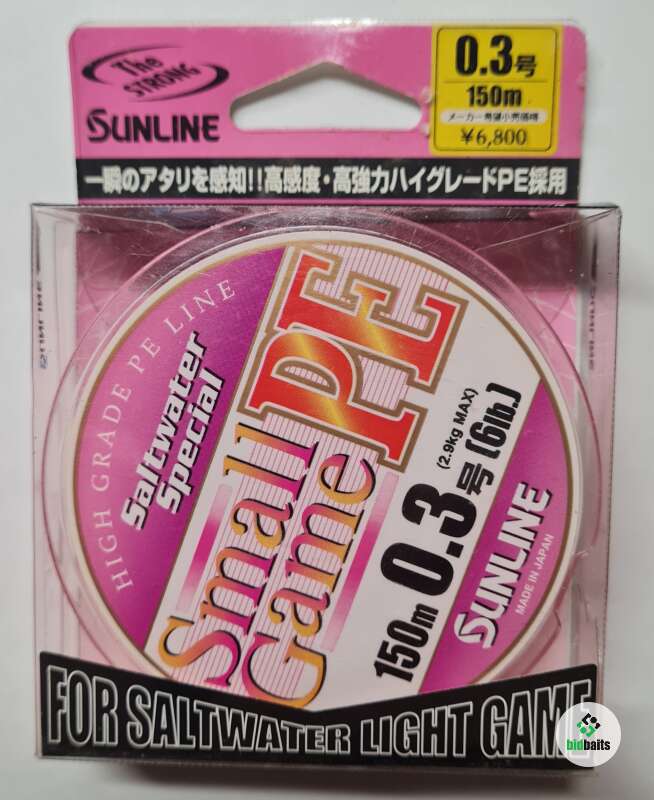 The
STRONG
SUNLINE
0.3号
150m
メーカー希望小売価格
¥6,800
一瞬のアタリを感知!!高感度・高強力ハイグレードPE採用
HIGH GRADE PE LINE
Saltwater
Special
Small
Game
PE
150m 0.3号 (6lb.)
(2.9kg MAX)
SUNLINE
MADE IN JAPAN
FOR SALTWATER LIGHT GAME
bidbaits